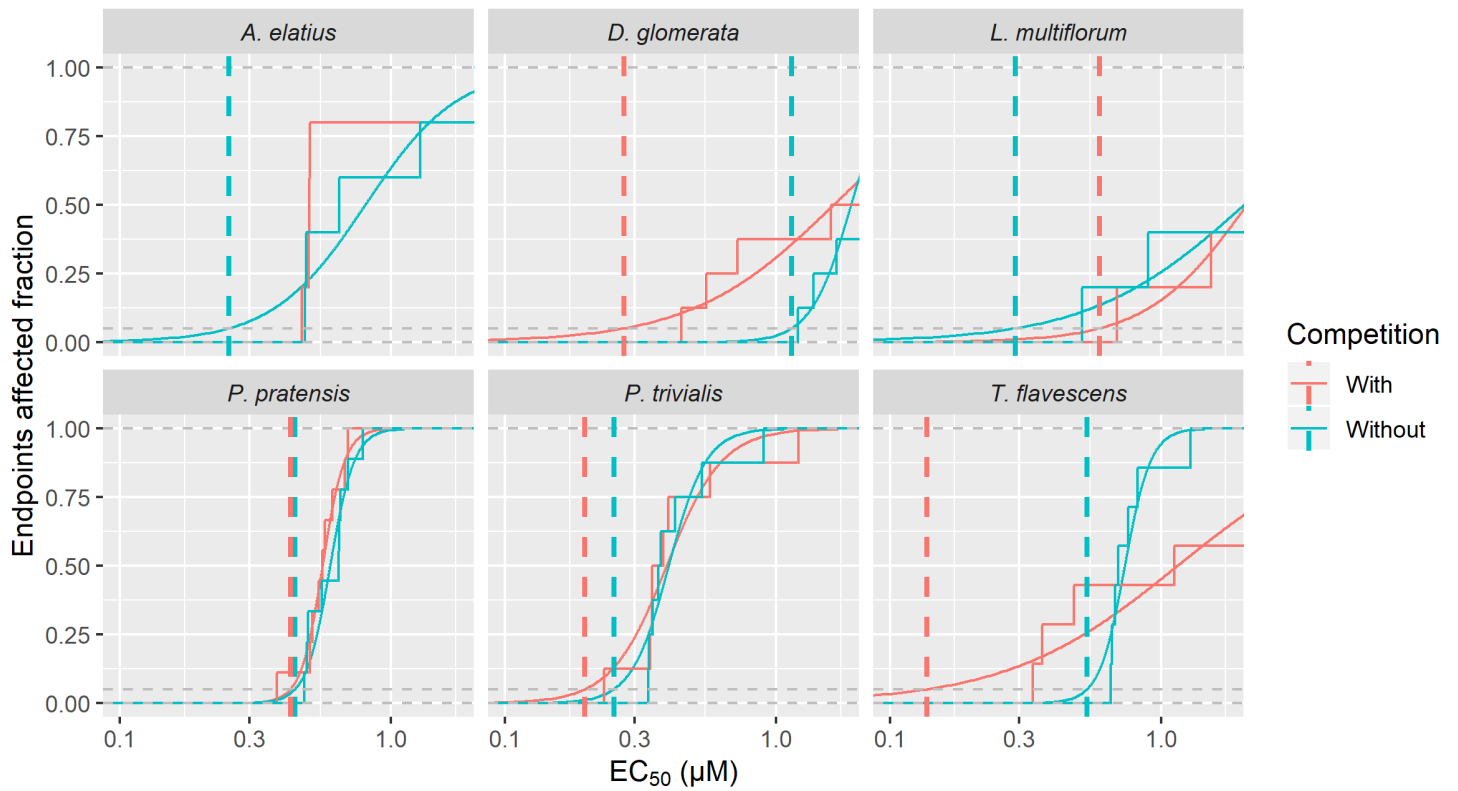 A. elatius
D. glomerata
L. multiflorum
1.00
0.75
0.50
0.25
0.00
P. pratensis
P. trivialis
T. flavescens
1.00
0.75
0.50
0.25
0.00
0.1 0.3 1.0
0.1 0.3 1.0
0.1 0.3 1.0
EC50 (µM)
Endpoints affected fraction
Competition
With
Without